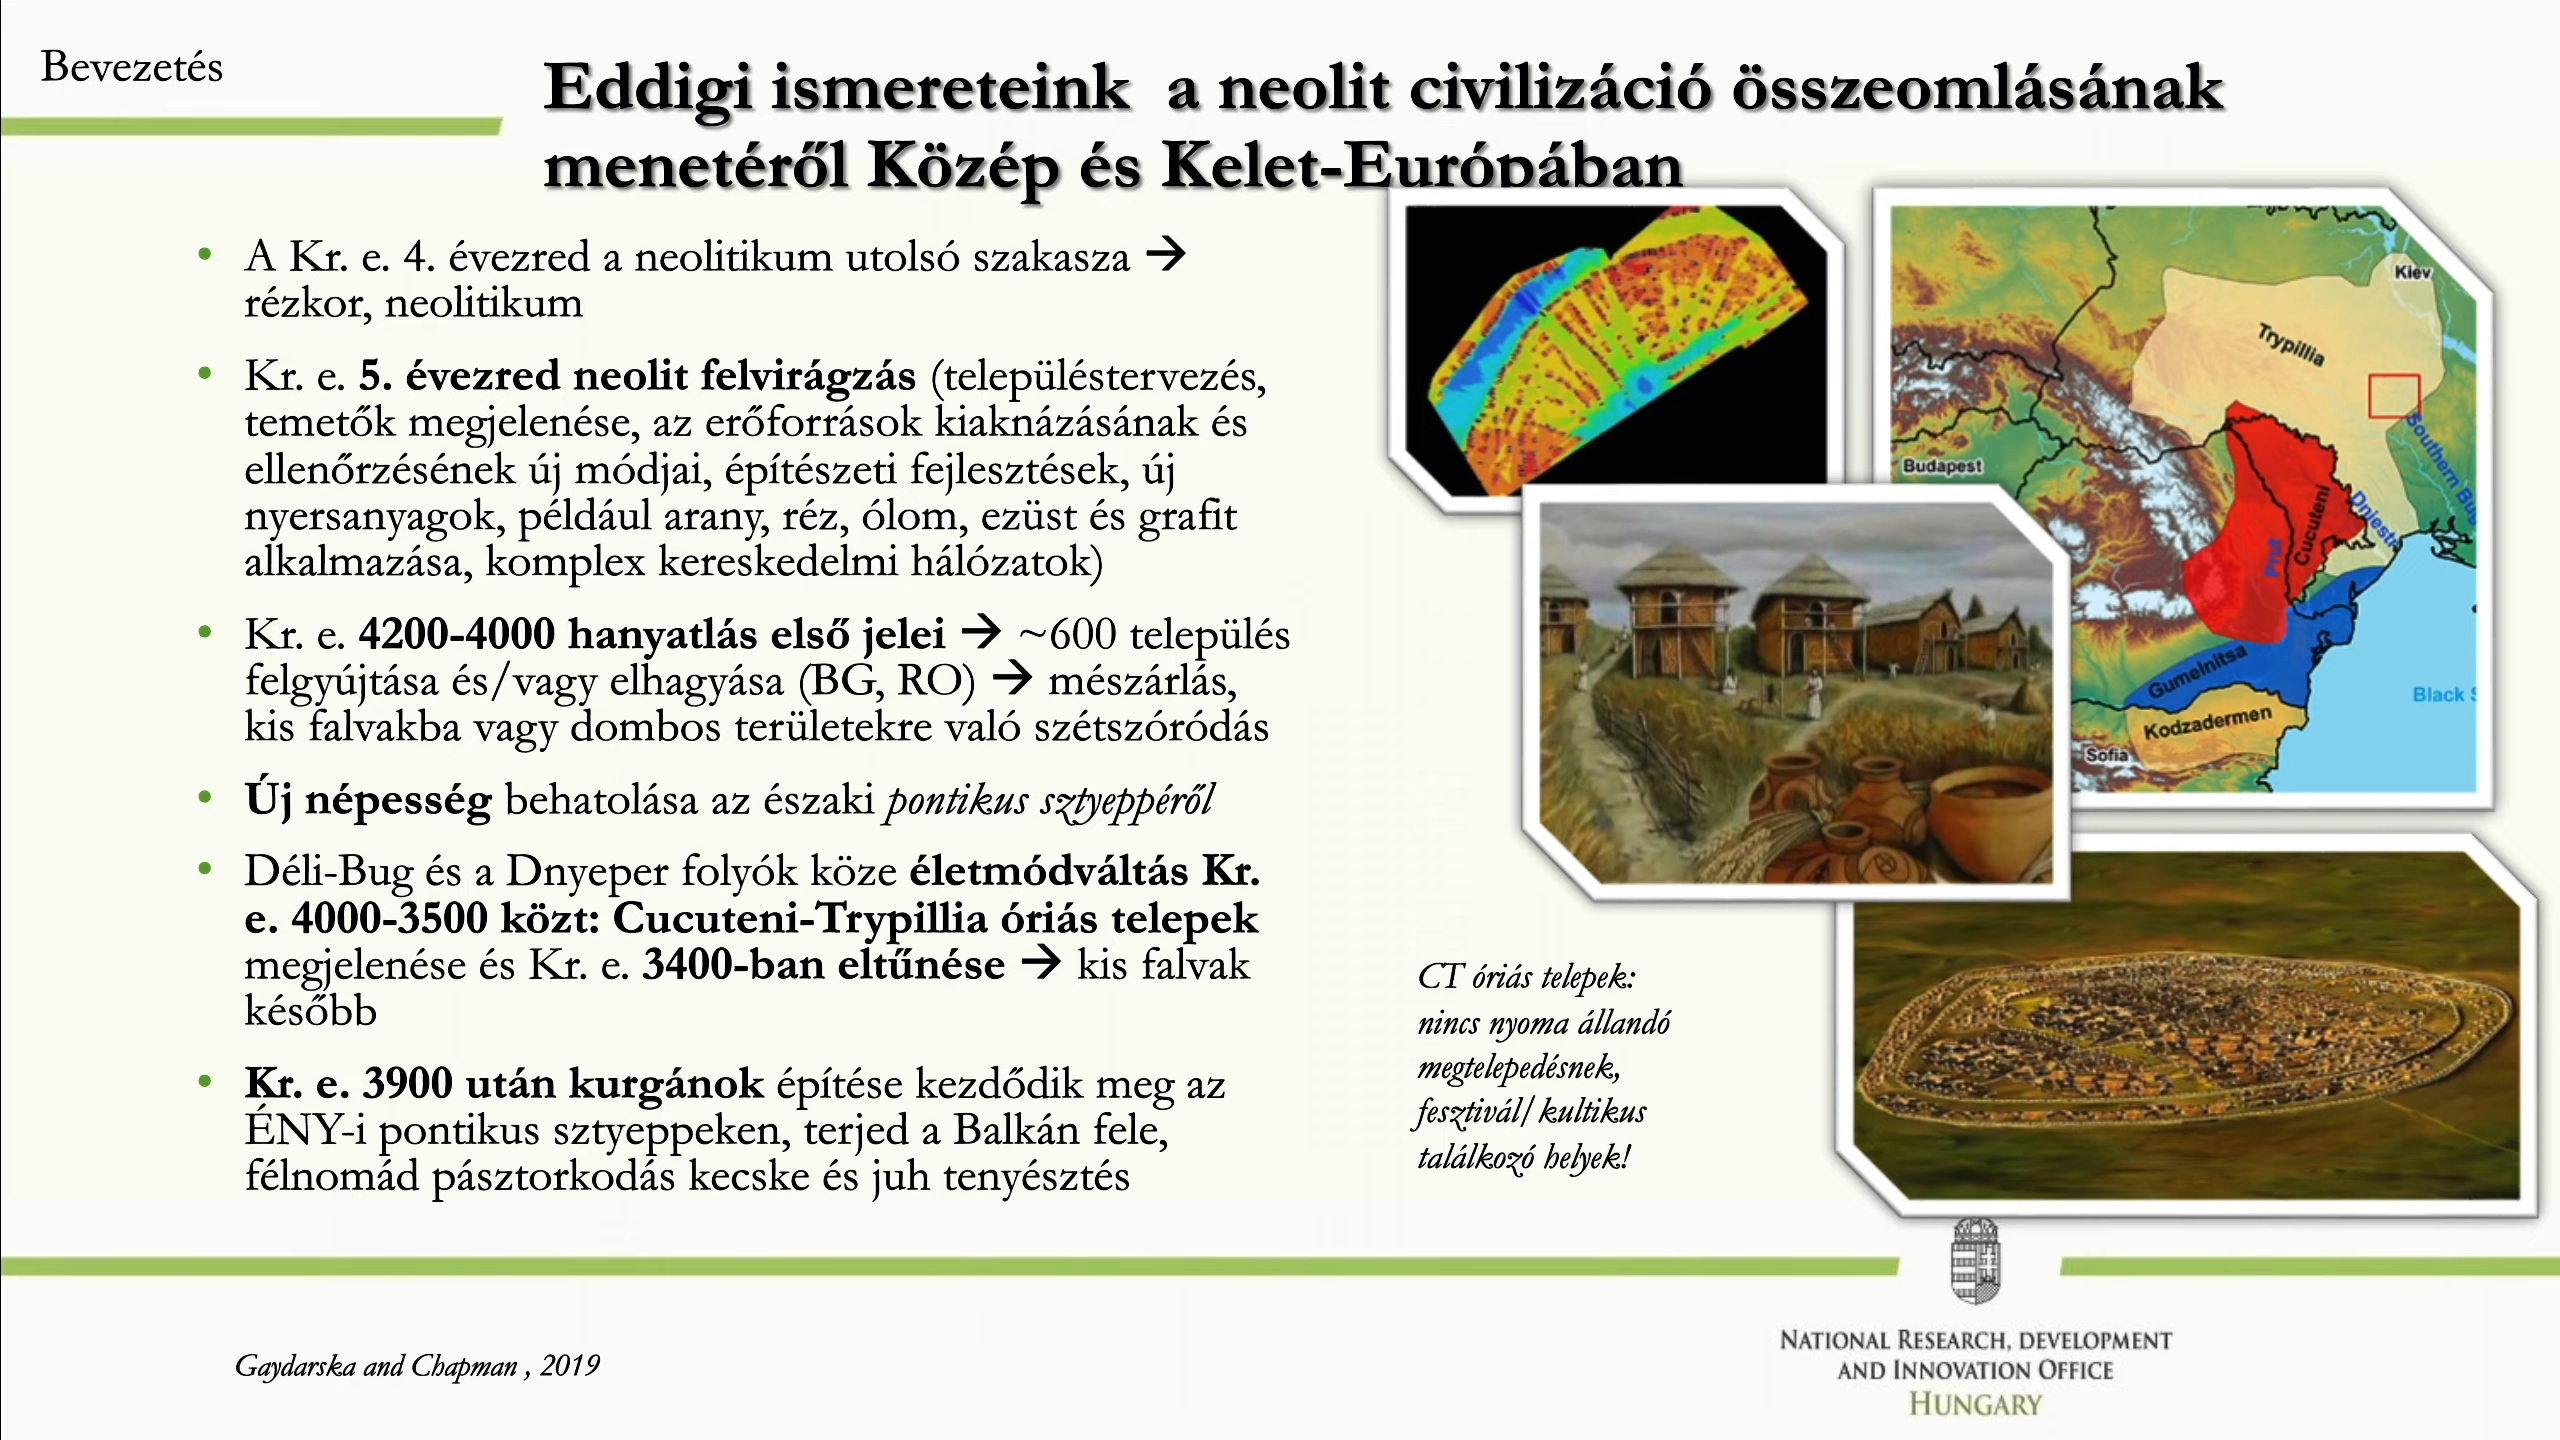 Bevezetés
Eddigi ismereteink a neolit civilizáció összeomlásának
menetéről Közép és Kelet-Európában
• A Kr. e. 4. évezred a neolitikum utolsó szakasza →
rézkor, neolitikum
• Kr. e. 5. évezred neolit felvirágzás (településtervezés,
temetők megjelenése, az erőforrások kiaknázásának és
ellenőrzésének új módjai, építészeti fejlesztések, új
nyersanyagok, például arany, réz, ólom, ezüst és grafit
alkalmazása, komplex kereskedelmi hálózatok)
• Kr. e. 4200-4000 hanyatlás első jelei → ~600 település
felgyújtása és/vagy elhagyása (BG, RO) → mészárlás,
kis falvakba vagy dombos területekre való szétszóródás
• Új népesség behatolása az északi pontikus sztyeppéről
• Déli-Bug és a Dnyeper folyók köze életmódváltás Kr.
e. 4000-3500 közt: Cucuteni-Trypillia óriás telepek
megjelenése és Kr. e. 3400-ban eltűnése → kis falvak
később
• Kr. e. 3900 után kurgánok építése kezdődik meg az
ÉNY-i pontikus sztyeppeken, terjed a Balkán fele,
félnomád pásztorkodás kecske és juh tenyésztés
Kiev
Trypillia
Southern Bug
Budapest
Cucuteni
Dniestr
Prut
Gumelnitsa
Black S
Kodzadermen
Sofia
CT óriás telepek:
nincs nyoma állandó
megtelepedésnek,
fesztivál/kultikus
találkozó helyek!
Gaydarska and Chapman , 2019
NATIONAL RESEARCH, DEVELOPMENT
AND INNOVATION OFFICE
HUNGARY